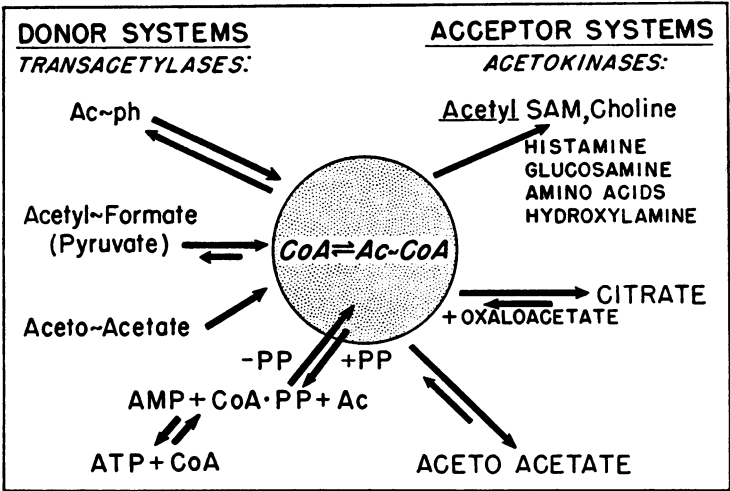 DONOR SYSTEMS
TRANSACETYLASES:
Ac~ph
Acetyl~Formate
(Pyruvate)
Aceto~Acetate
CoA⇌Ac~CoA
-PP
+PP
AMP+CoA·PP+Ac
ATP+CoA
ACCEPTOR SYSTEMS
ACETOKINASES:
Acetyl SAM,Choline
HISTAMINE
GLUCOSAMINE
AMINO ACIDS
HYDROXYLAMINE
CITRATE
+OXALOACETATE
ACETO ACETATE